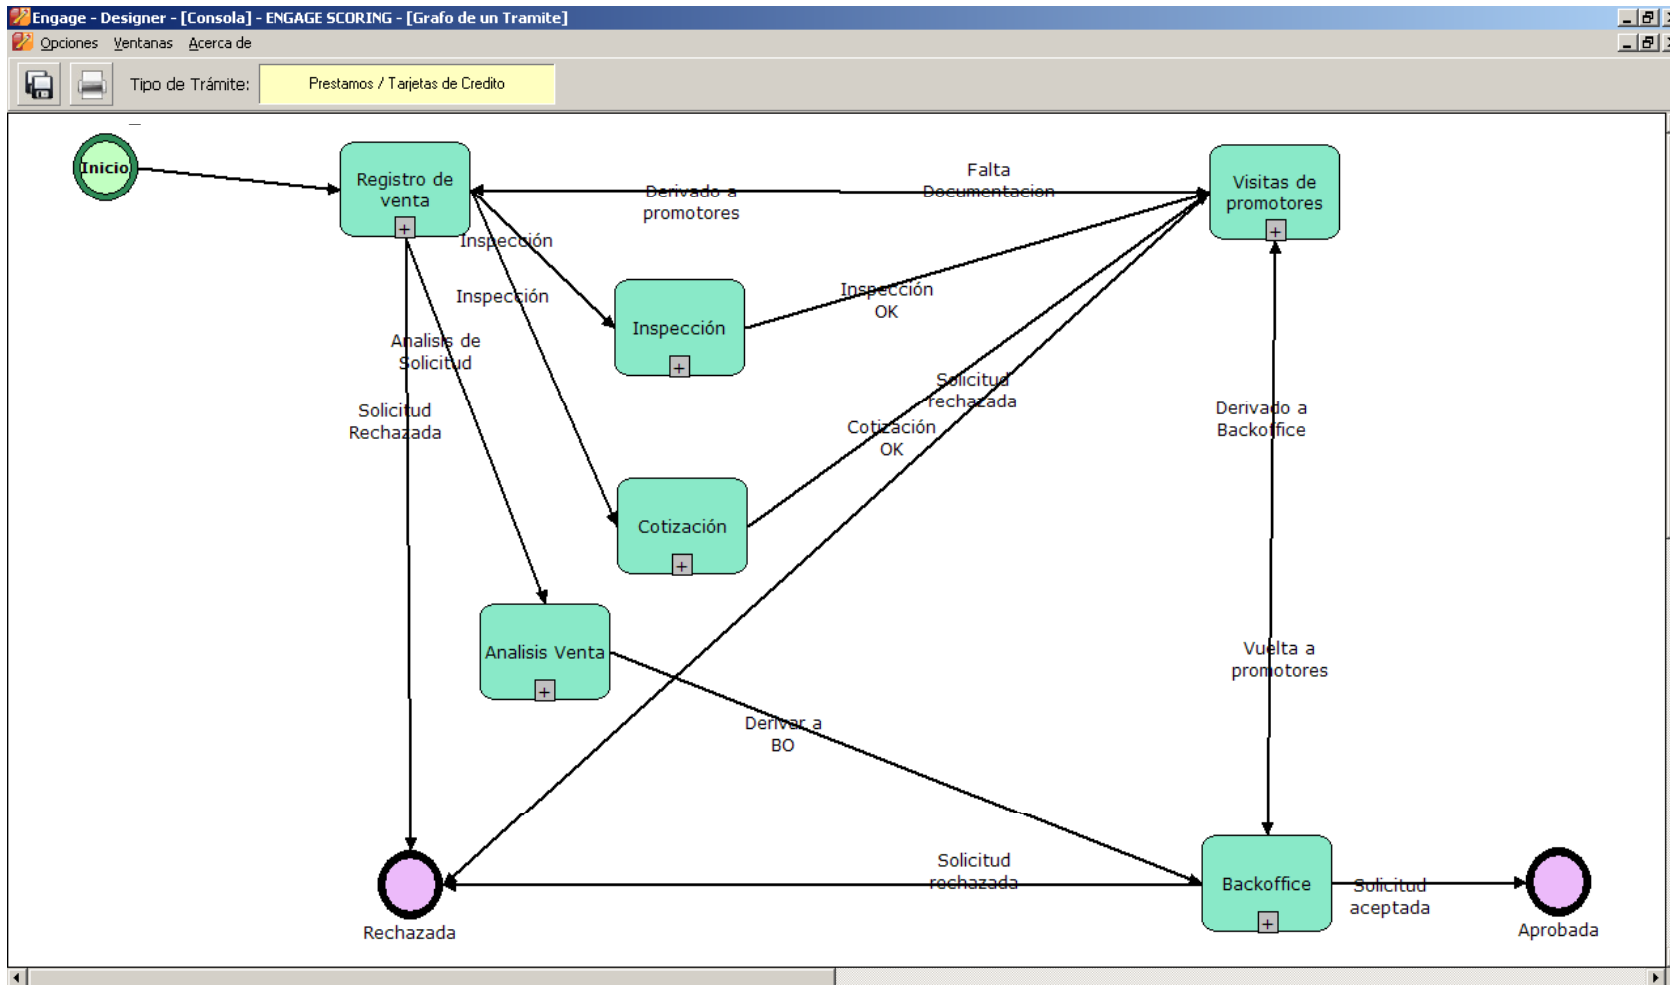 Engage - Designer - [Consola] - ENGAGE SCORING - [Grafo de un Tramite]
Opciones Ventanas Acerca de
Tipo de Trámite: Prestamos / Tarjetas de Credito
Inicio
Registro de
venta
+
Derivado a
promotores
Falta
Documentacion
Visitas de
promotores
+
Inspección
Inspección
Inspección
+
Inspección
OK
Analisis de
Solicitud
Solicitud
Rechazada
Solicitud
rechazada
Cotización
OK
Derivado a
Backoffice
Cotización
+
Analisis Venta
+
Vuelta a
promotores
Derivar a
BO
Solicitud
rechazada
Backoffice
+
Solicitud
aceptada
Rechazada
Aprobada